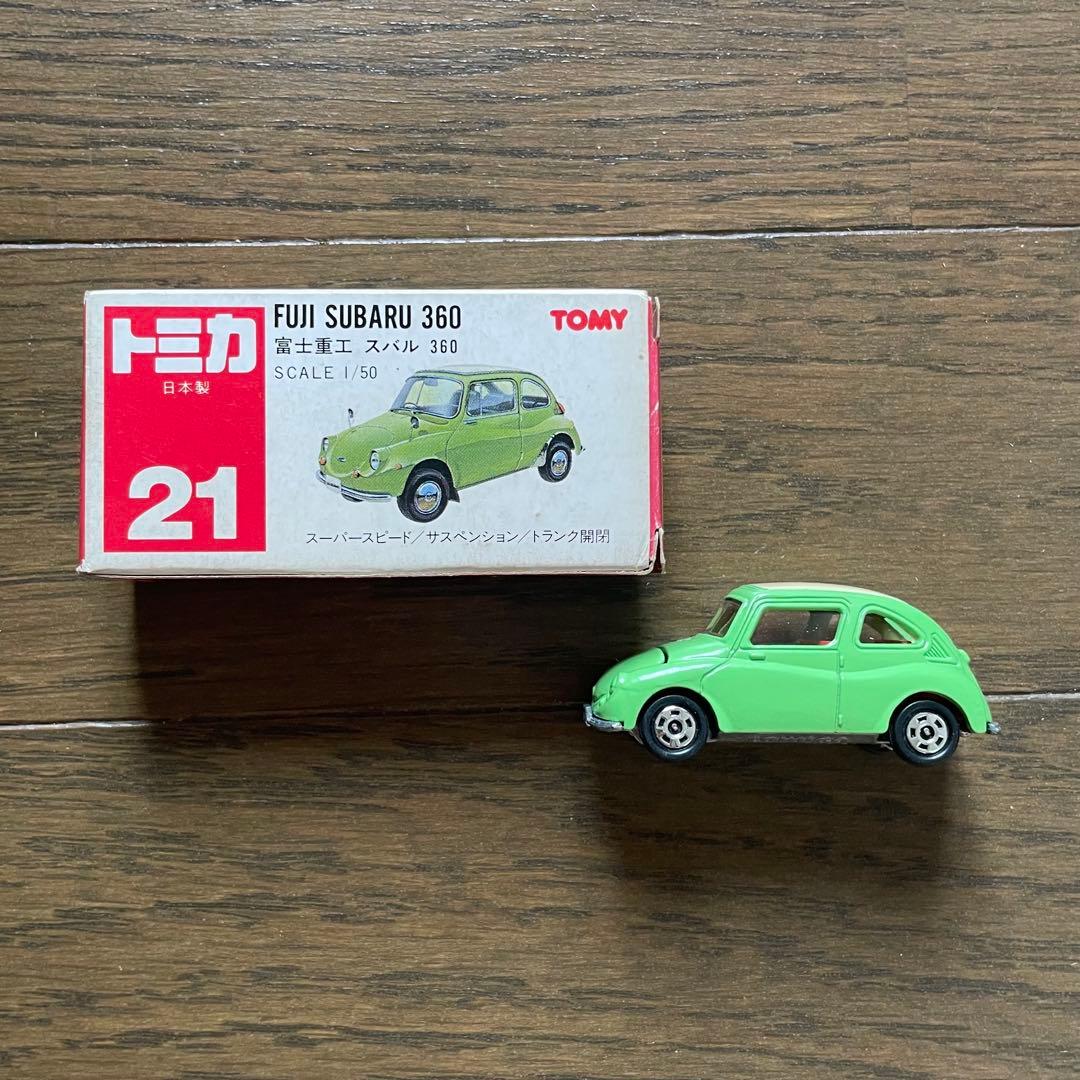 トミカ
日本製
21
FUJI SUBARU 360
富士重工 スバル 360
SCALE 1/50
TOMY
スーパースピード/サスペンション/トランク開閉